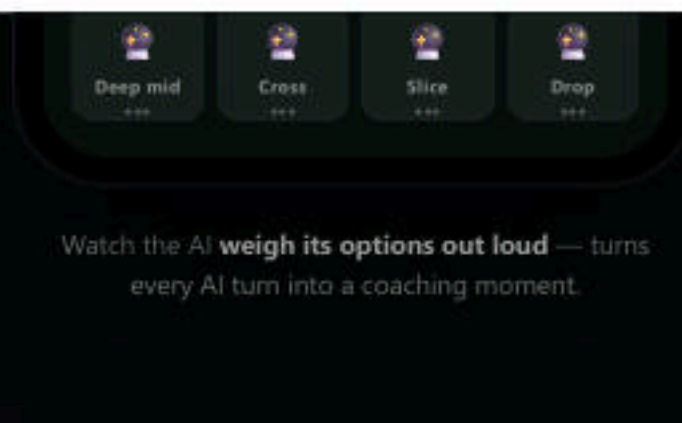 Deep mid Cross Slice Drop
Watch the AI weigh its options out loud — turns
every AI turn into a coaching moment.